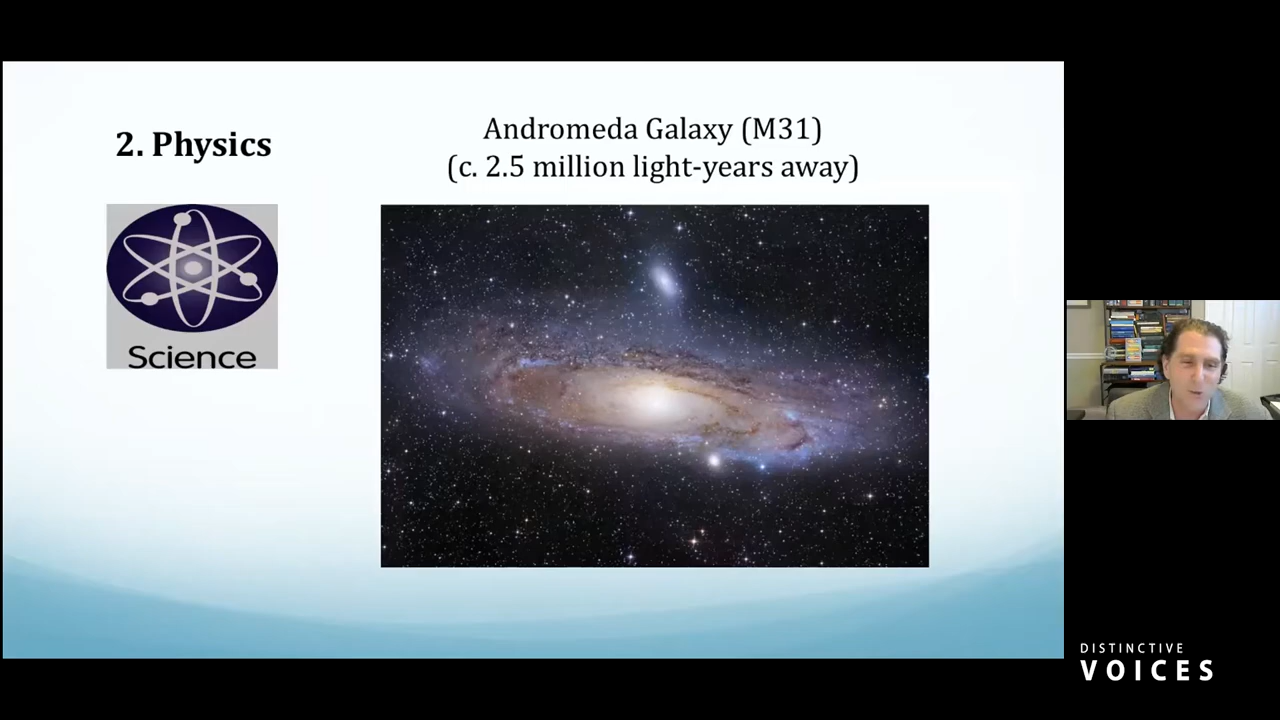 2. Physics
Science
Andromeda Galaxy (M31)
(c. 2.5 million light-years away)
DISTINCTIVE
VOICES